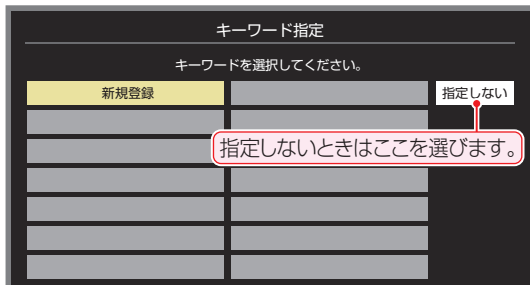 キーワード指定
キーワードを選択してください。
新規登録
指定しない
指定しないときはここを選びます。